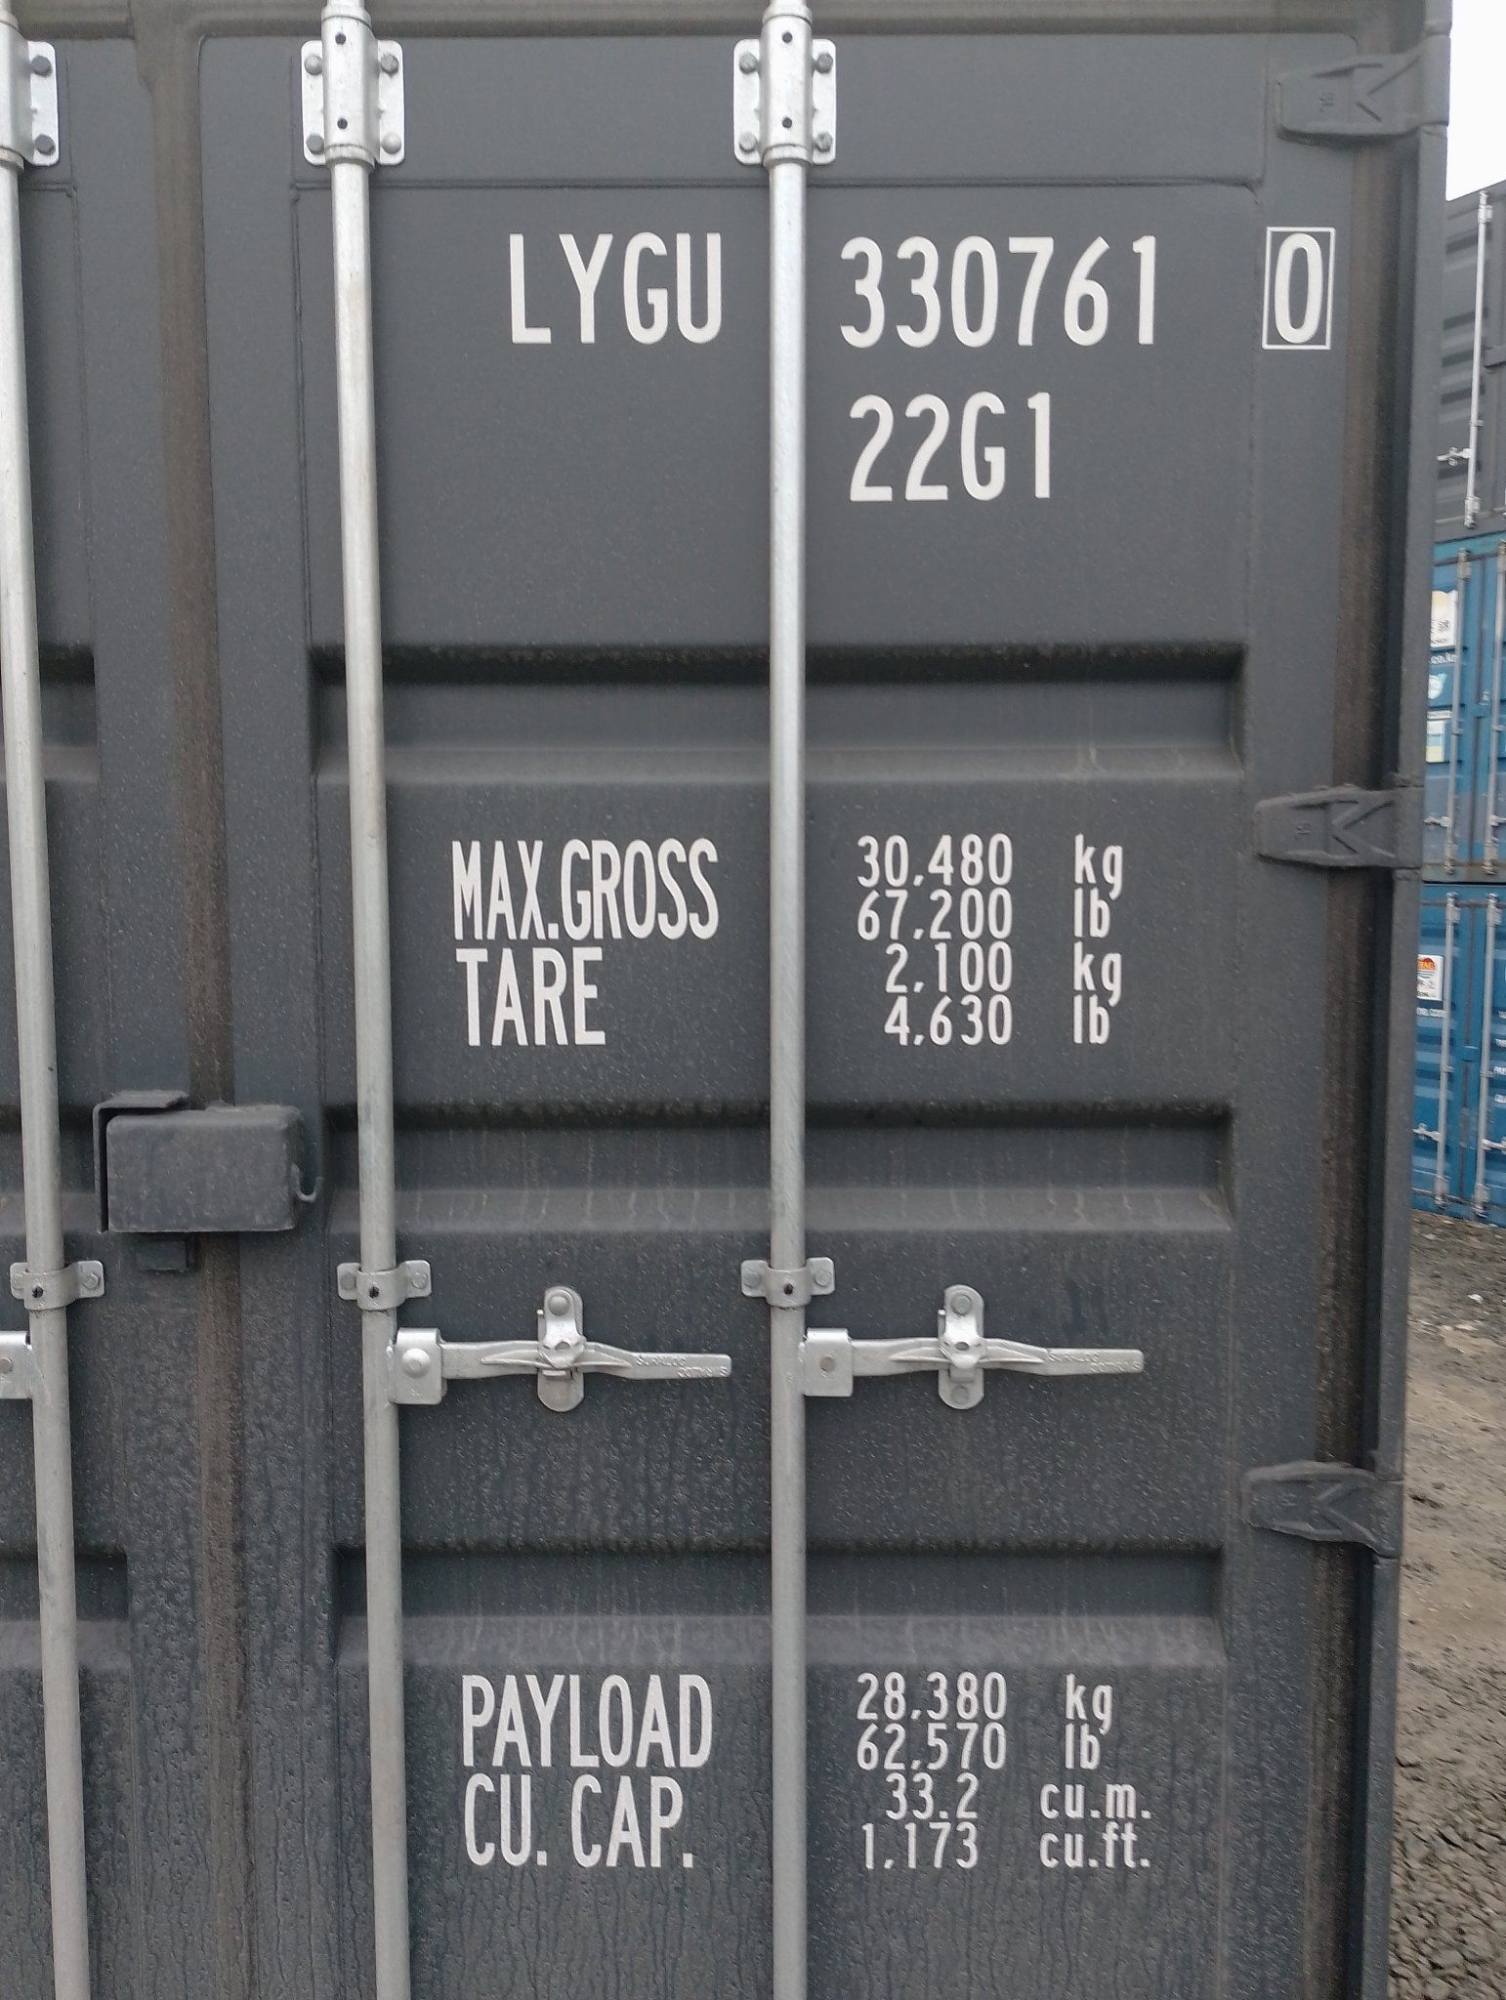 LYGU 330761 0
22G1
MAX.GROSS 30,480 kg
67,200 lb
TARE 2,100 kg
4,630 lb
PAYLOAD 28,380 kg
62,570 lb
CU. CAP. 33.2 cu.m.
1,173 cu.ft.